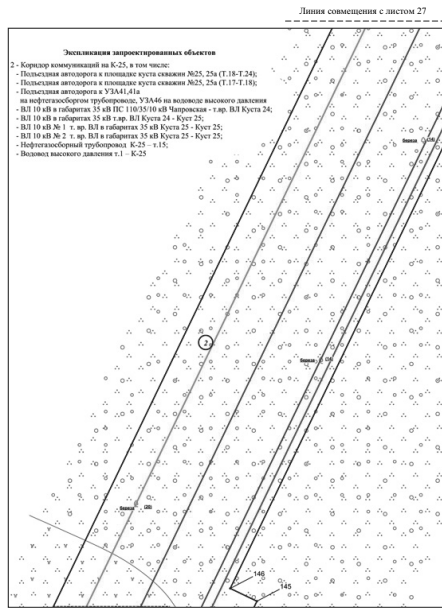 Линия совмещения с листом 27
Экспликация запроектированных объектов
2 - Коридор коммуникаций на К-25, в том числе:
- Подъездная автодорога к площадке куста скважин №25, 25а (Т.18-Т.24);
- Подъездная автодорога к площадке куста скважин №25, 25а (Т.17-Т.18);
- Подъездная автодорога к УЗА41,41а
на нефтегазосборном трубопроводе, УЗА46 на водоводе высокого давления
- ВЛ 10 кВ в габаритах 35 кВ ПС 110/35/10 кВ Чапровская - т.вр. ВЛ Куста 24;
- ВЛ 10 кВ в габаритах 35 кВ т.вр. ВЛ Куста 24 - Куст 25;
- ВЛ 10 кВ № 1 т. вр. ВЛ в габаритах 35 кВ Куста 25 - Куст 25;
- ВЛ 10 кВ № 2 т. вр. ВЛ в габаритах 35 кВ Куста 25 - Куст 25;
- Нефтегазосборный трубопровод К-25 – т.15;
- Водовод высокого давления т.1 – К-25
береза
2
береза
береза
146
145